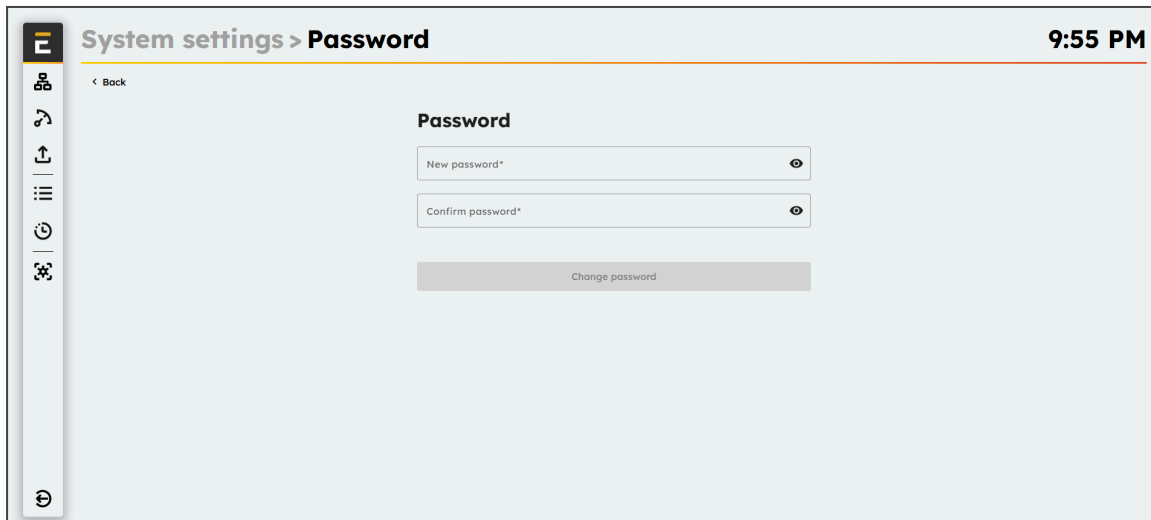 E
System settings > Password
9:55 PM
< Back
Password
New password*
Confirm password*
Change password